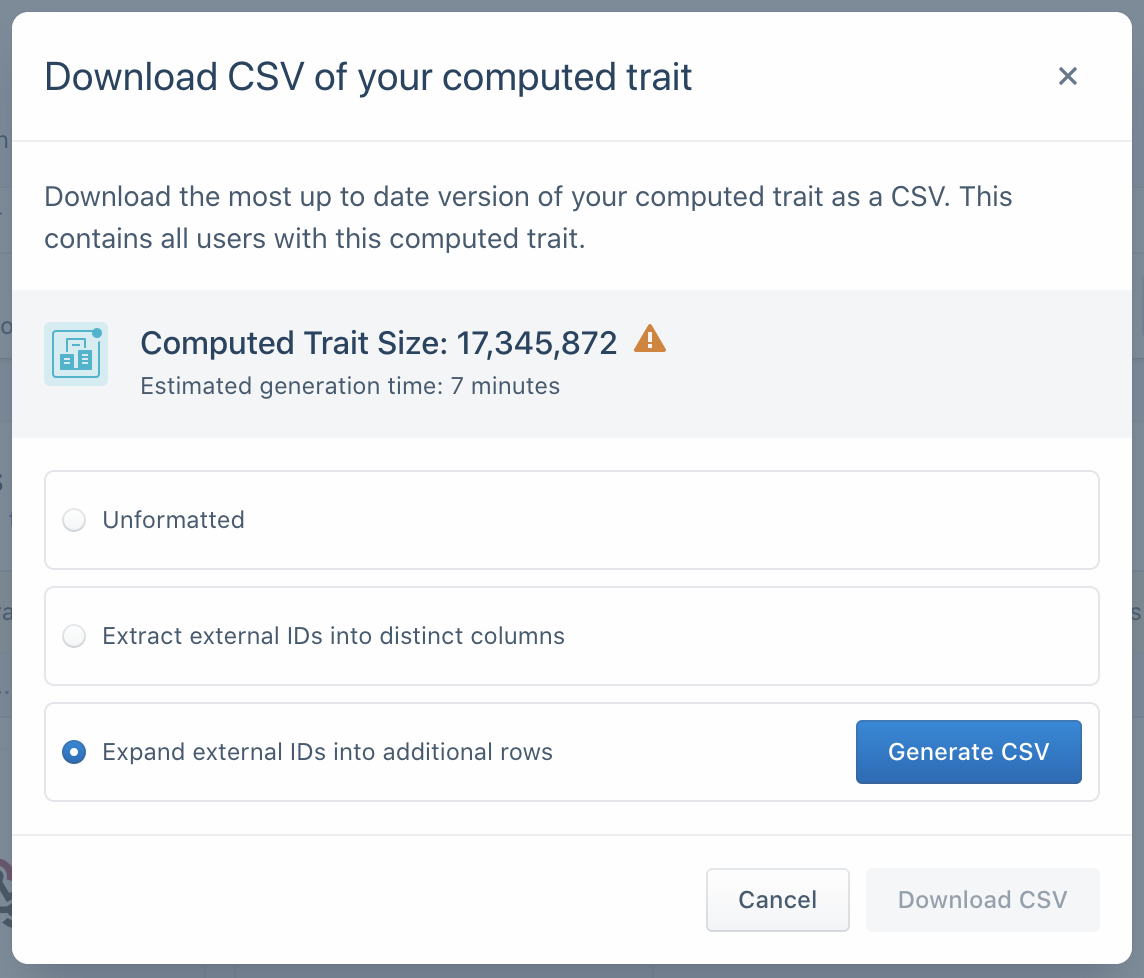 Download CSV of your computed trait
Download the most up to date version of your computed trait as a CSV. This
contains all users with this computed trait.
Computed Trait Size: 17,345,872
Estimated generation time: 7 minutes
Unformatted
Extract external IDs into distinct columns
Expand external IDs into additional rows
Generate CSV
Cancel
Download CSV